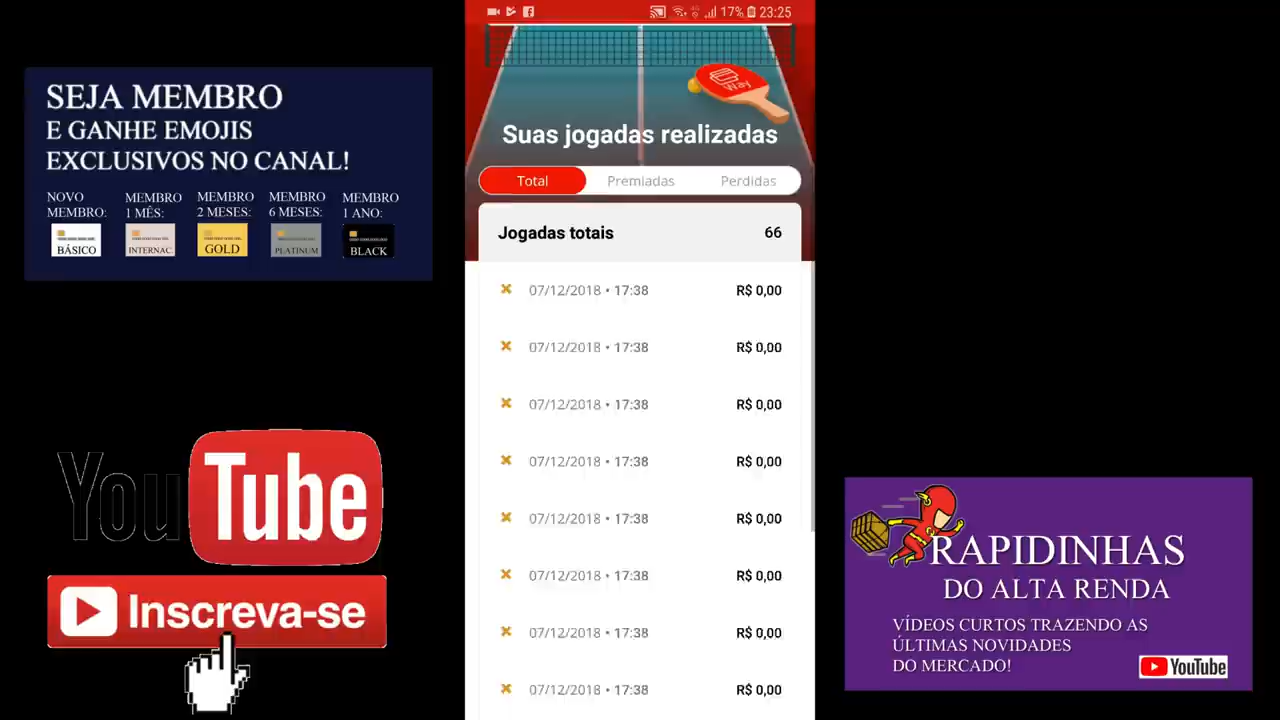 SEJA MEMBRO
E GANHE EMOJIS
EXCLUSIVOS NO CANAL!
NOVO
MEMBRO:
MEMBRO
1 MÊS:
MEMBRO
2 MESES:
MEMBRO
6 MESES:
MEMBRO
1 ANO:
BÁSICO
INTERNAC
GOLD
PLATINUM
BLACK
YouTube
Inscreva-se
17% 23:25
Way
Suas jogadas realizadas
Total Premiadas Perdidas
Jogadas totais 66
07/12/2018 • 17:38 R$ 0,00
07/12/2018 • 17:38 R$ 0,00
07/12/2018 • 17:38 R$ 0,00
07/12/2018 • 17:38 R$ 0,00
07/12/2018 • 17:38 R$ 0,00
07/12/2018 • 17:38 R$ 0,00
07/12/2018 • 17:38 R$ 0,00
07/12/2018 • 17:38 R$ 0,00
RAPIDINHAS
DO ALTA RENDA
VÍDEOS CURTOS TRAZENDO AS
ÚLTIMAS NOVIDADES
DO MERCADO!
YouTube